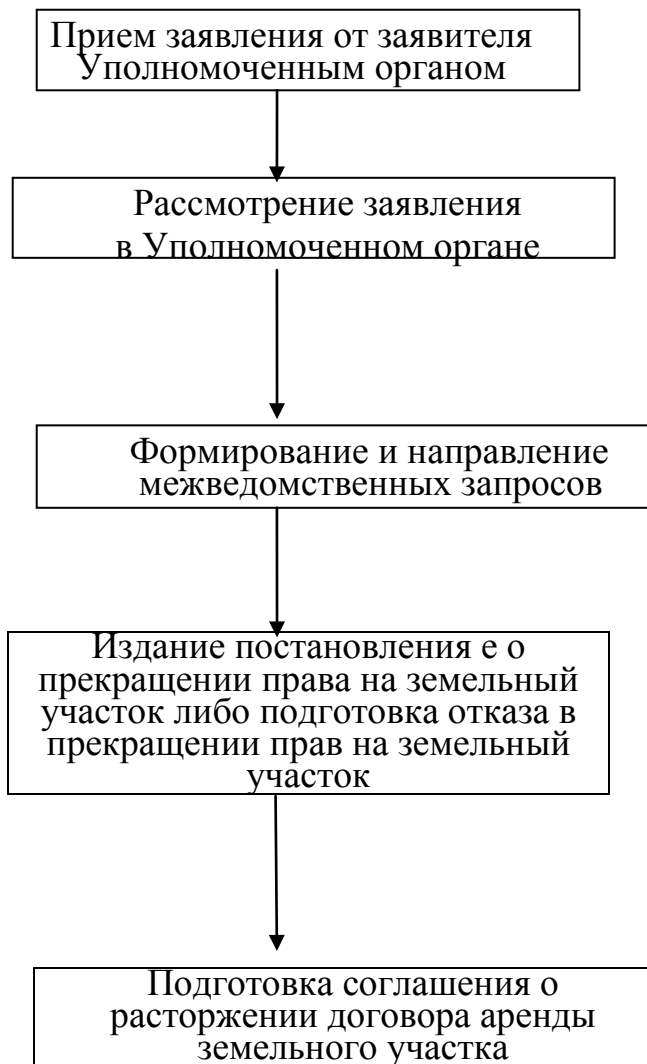 Прием заявления от заявителя
Уполномоченным органом
Рассмотрение заявления
в Уполномоченном органе
Формирование и направление
межведомственных запросов
Издание постановления е о
прекращении права на земельный
участок либо подготовка отказа в
прекращении прав на земельный
участок
Подготовка соглашения о
расторжении договора аренды
земельного участка